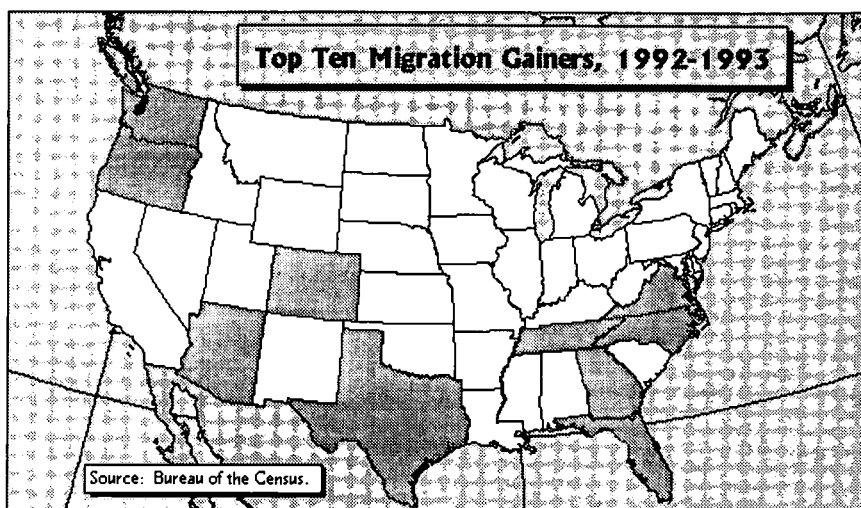 Top Ten Migration Gainers, 1992-1993
Source: Bureau of the Census.